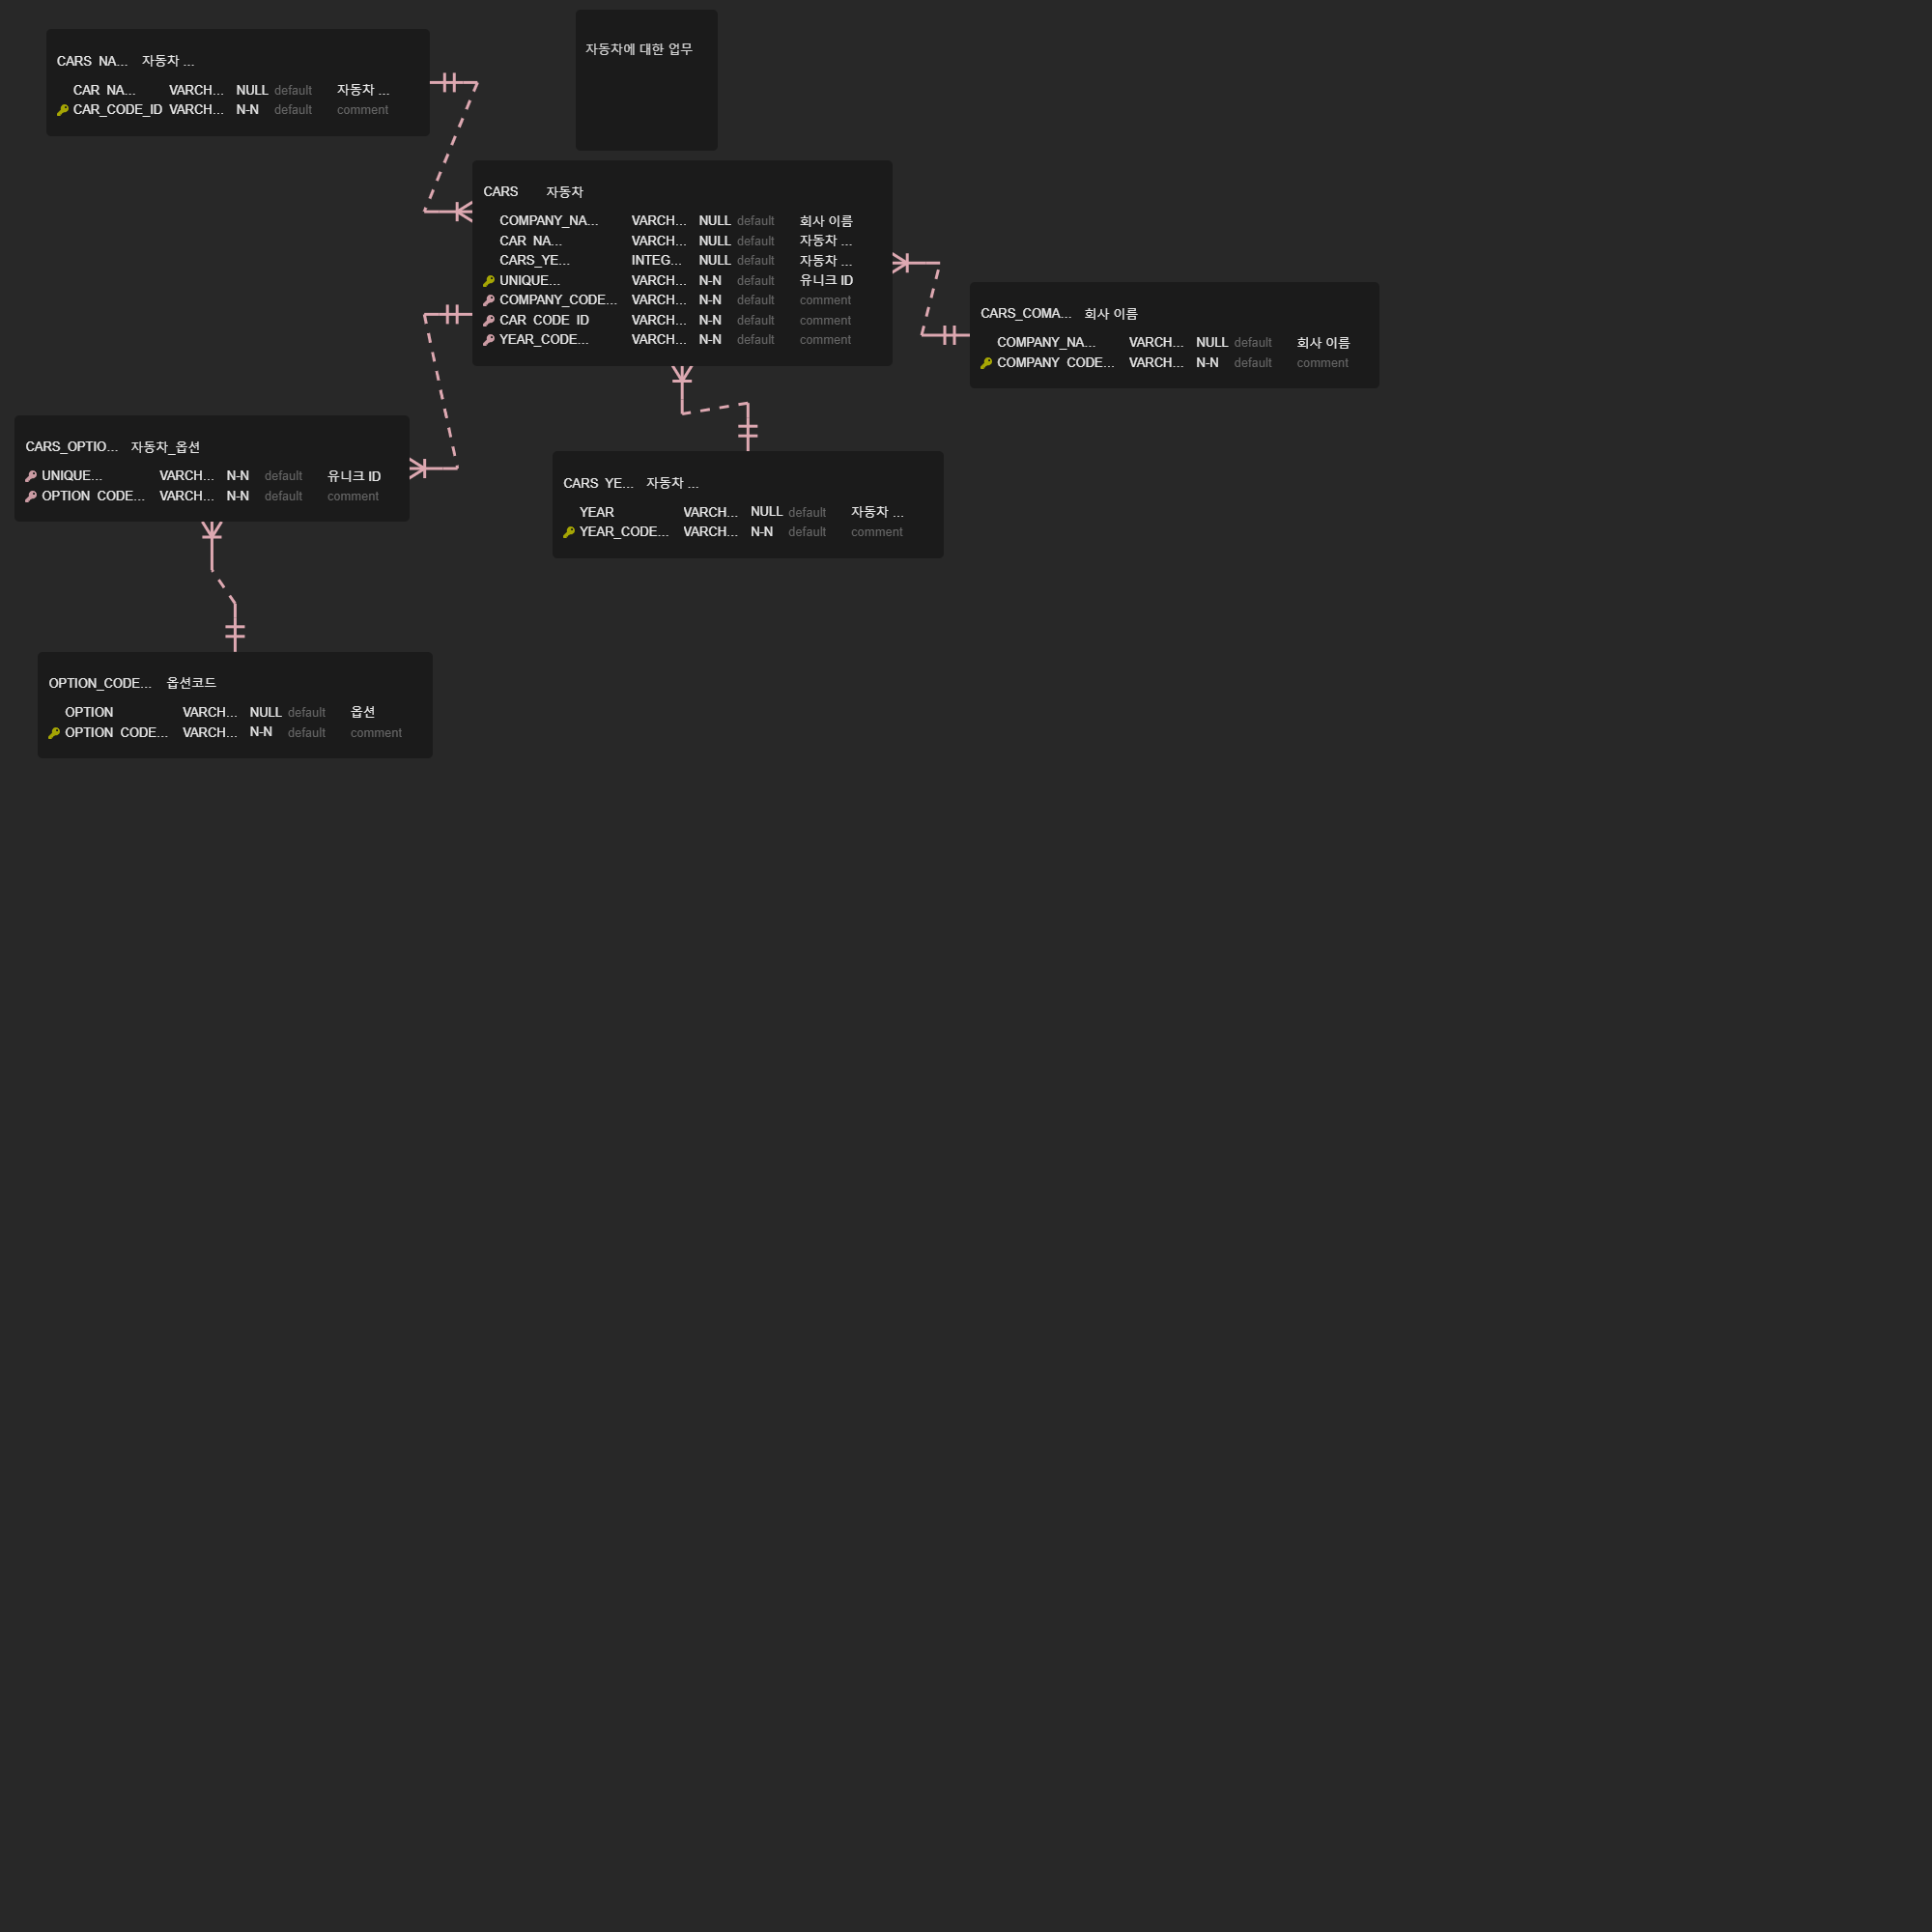 자동차에 대한 업무
CARS_NA... 자동차 ...
CAR_NA... VARCH... NULL default 자동차 ...
CAR_CODE_ID VARCH... N-N default comment
CARS 자동차
COMPANY_NA... VARCH... NULL default 회사 이름
CAR_NA... VARCH... NULL default 자동차 ...
CARS_YE... INTEG... NULL default 자동차 ...
UNIQUE... VARCH... N-N default 유니크 ID
COMPANY_CODE... VARCH... N-N default comment
CAR_CODE_ID VARCH... N-N default comment
YEAR_CODE... VARCH... N-N default comment
CARS_COMA... 회사 이름
COMPANY_NA... VARCH... NULL default 회사 이름
COMPANY_CODE... VARCH... N-N default comment
CARS_OPTIO... 자동차_옵션
UNIQUE... VARCH... N-N default 유니크 ID
OPTION_CODE... VARCH... N-N default comment
CARS_YE... 자동차 ...
YEAR VARCH... NULL default 자동차 ...
YEAR_CODE... VARCH... N-N default comment
OPTION_CODE... 옵션코드
OPTION VARCH... NULL default 옵션
OPTION_CODE... VARCH... N-N default comment